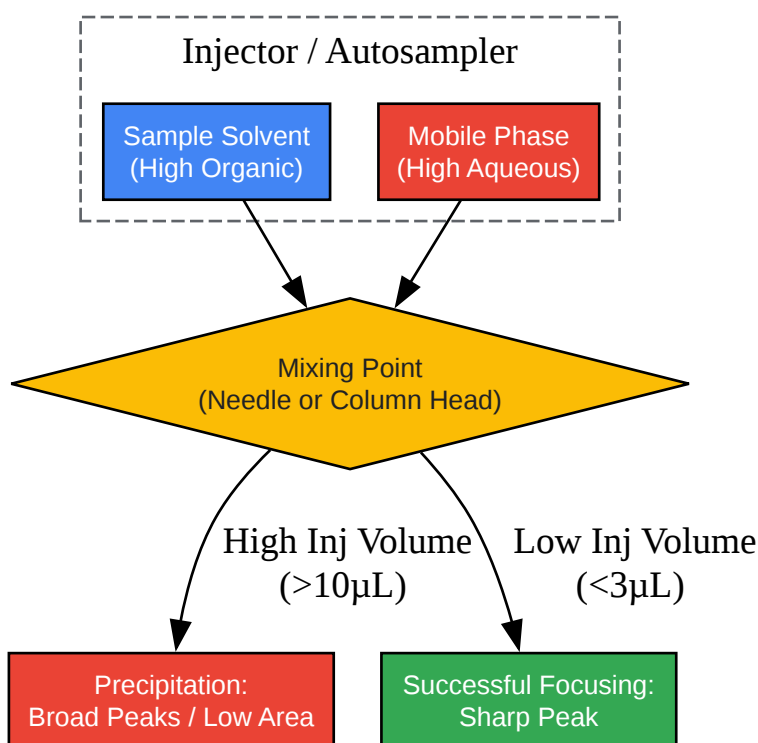 Injector / Autosampler
Sample Solvent
(High Organic)
Mobile Phase
(High Aqueous)
Mixing Point
(Needle or Column Head)
High Inj Volume
(>10µL)
Low Inj Volume
(<3µL)
Precipitation:
Broad Peaks / Low Area
Successful Focusing:
Sharp Peak